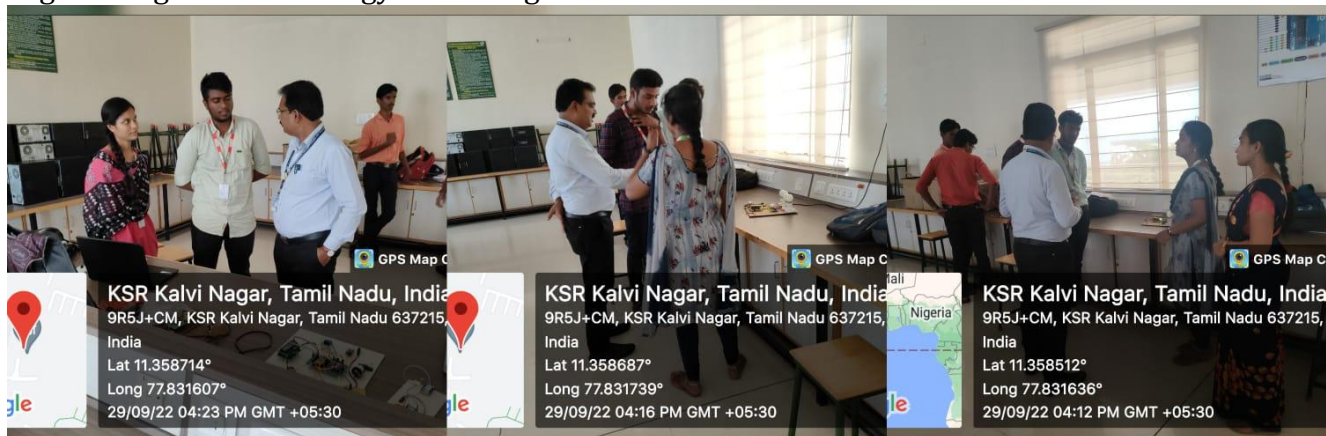 GPS Map C
KSR Kalvi Nagar, Tamil Nadu, India
9R5J+CM, KSR Kalvi Nagar, Tamil Nadu 637215,
India
Lat 11.358714°
Long 77.831607°
29/09/22 04:23 PM GMT +05:30
gle
GPS Map C
KSR Kalvi Nagar, Tamil Nadu, India
9R5J+CM, KSR Kalvi Nagar, Tamil Nadu 637215,
India
Lat 11.358687°
Long 77.831739°
29/09/22 04:16 PM GMT +05:30
gle
GPS Map C
Mali
Nigeria
KSR Kalvi Nagar, Tamil Nadu, India
9R5J+CM, KSR Kalvi Nagar, Tamil Nadu 637215,
India
Lat 11.358512°
Long 77.831636°
29/09/22 04:12 PM GMT +05:30
gle